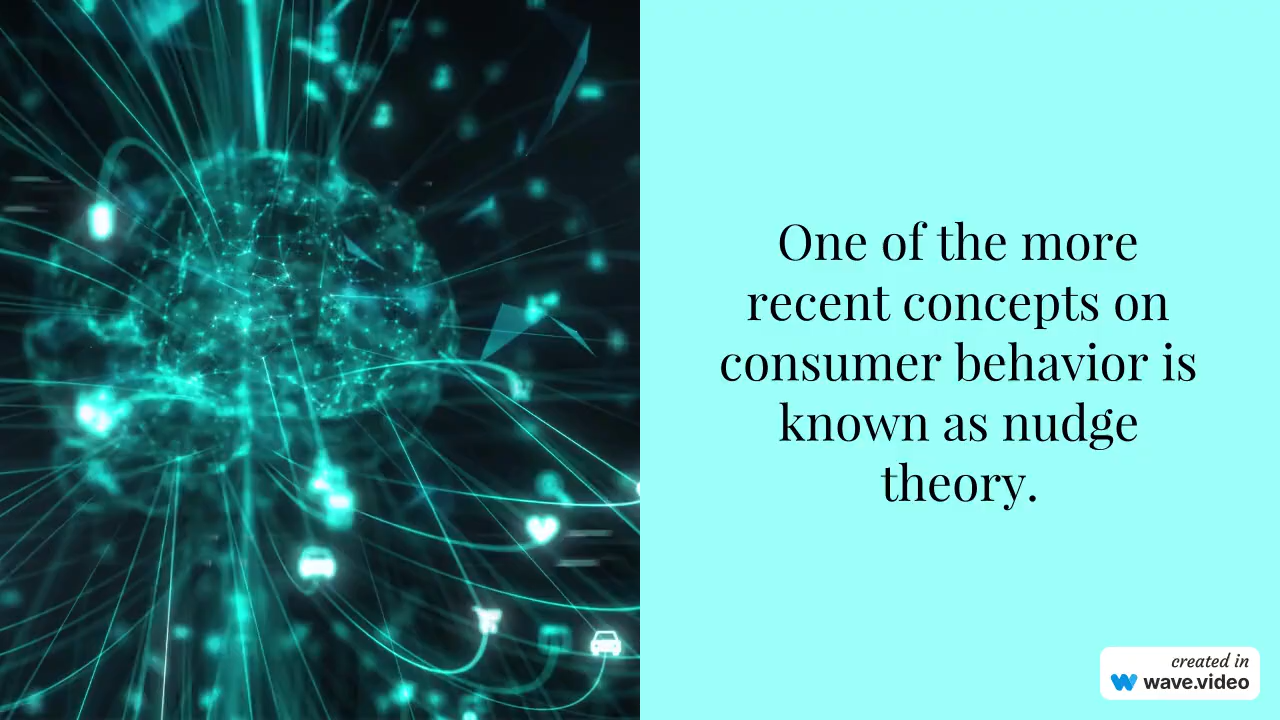 One of the more
recent concepts on
consumer behavior is
known as nudge
theory.
created in
wave.video